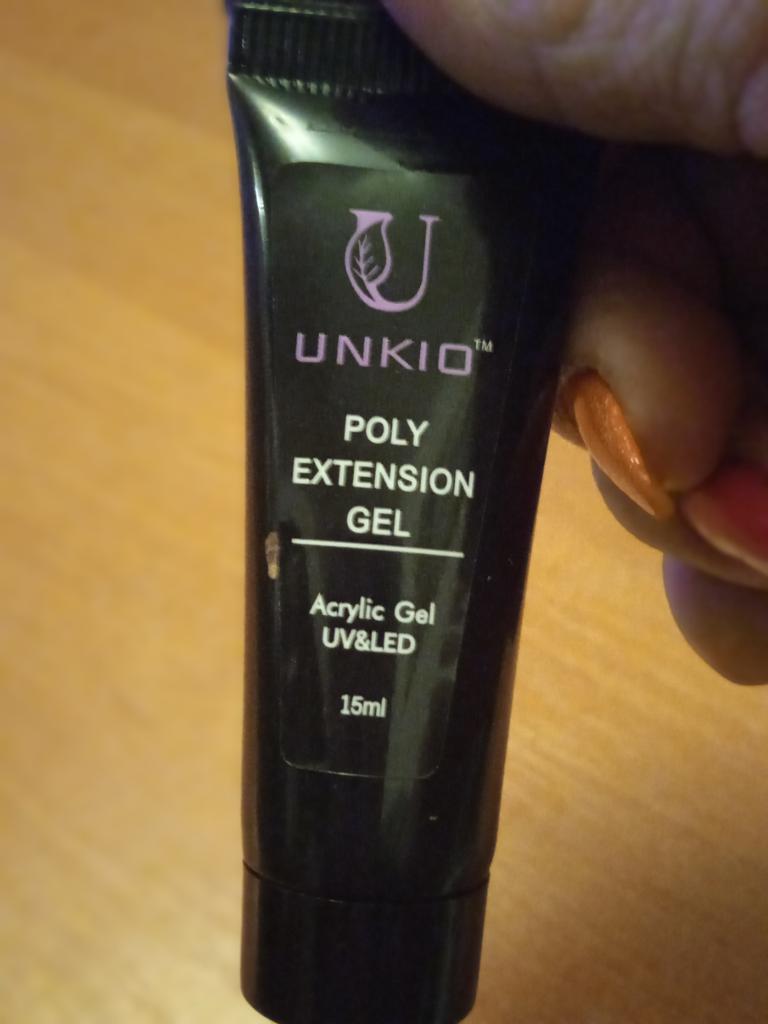 U
UNKIO™
POLY
EXTENSION
GEL
Acrylic Gel
UV&LED
15ml